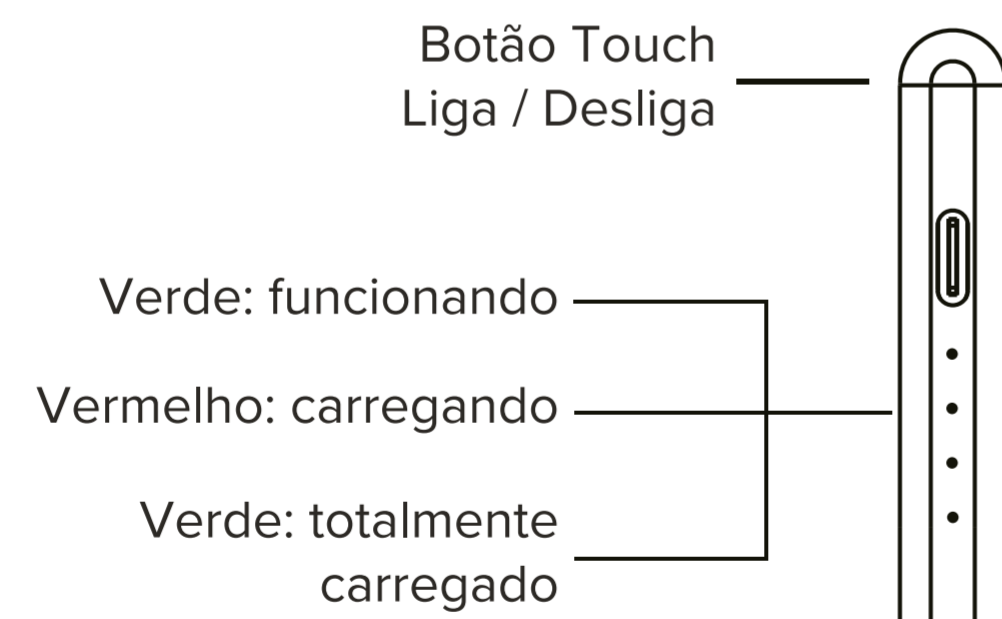 Botão Touch
Liga / Desliga
Verde: funcionando
Vermelho: carregando
Verde: totalmente
carregado